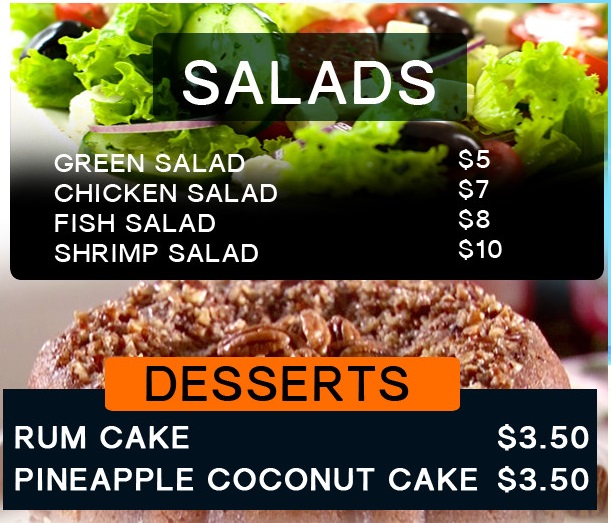 SALADS
GREEN SALAD $5
CHICKEN SALAD $7
FISH SALAD $8
SHRIMP SALAD $10
DESSERTS
RUM CAKE $3.50
PINEAPPLE COCONUT CAKE $3.50